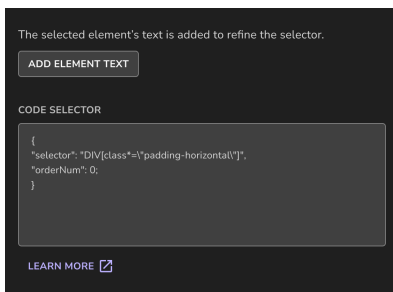 The selected element's text is added to refine the selector.
ADD ELEMENT TEXT
CODE SELECTOR
{
"selector": "DIV[class*=\"padding-horizontal\"]",
"orderNum": 0;
}
LEARN MORE